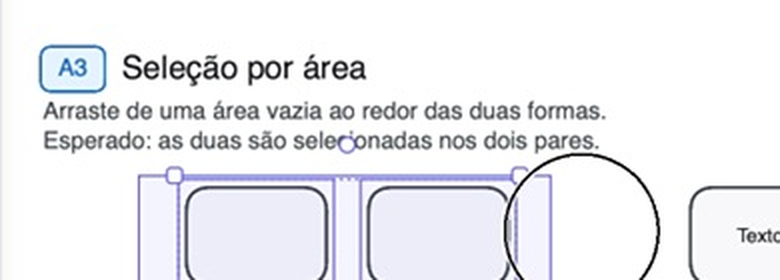 A3 Seleção por área
Arraste de uma área vazia ao redor das duas formas.
Esperado: as duas são selecionadas nos dois pares.
Texto